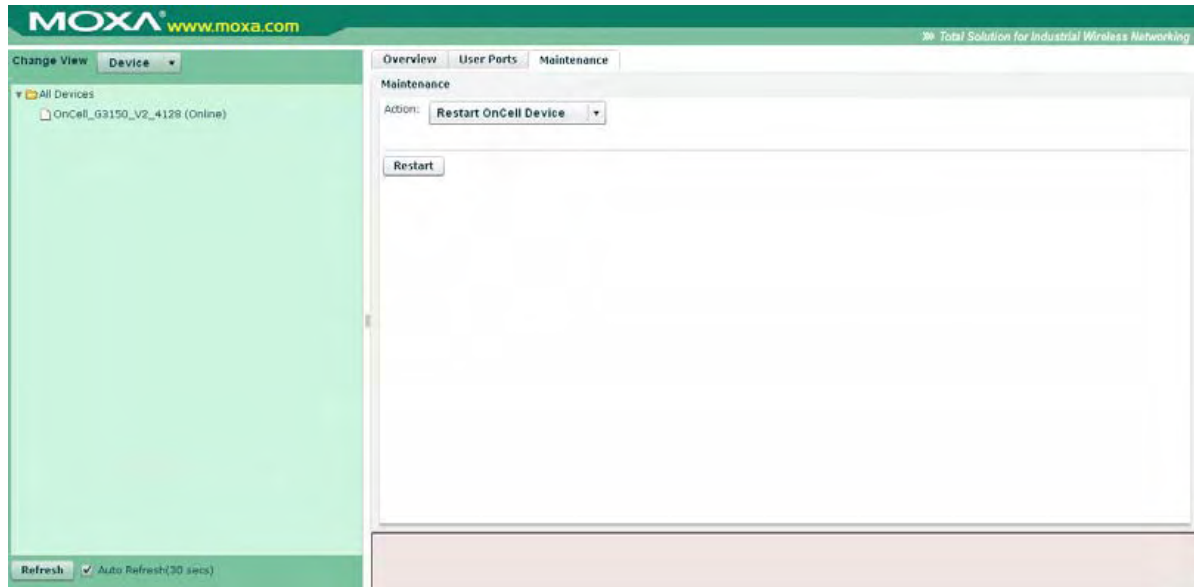 MOXA® www.moxa.com
Total Solution for Industrial Wireless Networking
Change View Device
All Devices
OnCell_G3150_V2_4128 (Online)
Refresh Auto Refresh(30 secs)
Overview User Ports Maintenance
Maintenance
Action: Restart OnCell Device
Restart